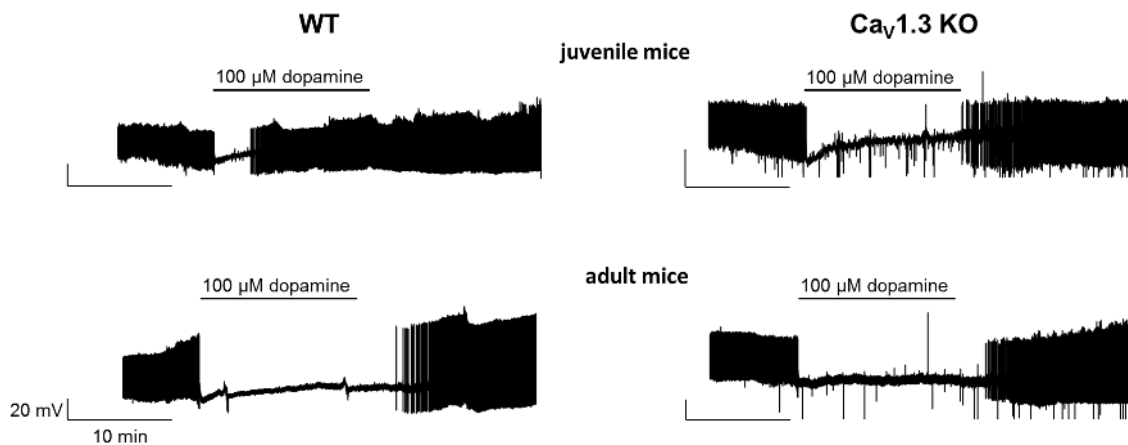 WT
CaV1.3 KO
juvenile mice
100 µM dopamine
100 µM dopamine
adult mice
100 µM dopamine
100 µM dopamine
20 mV
10 min